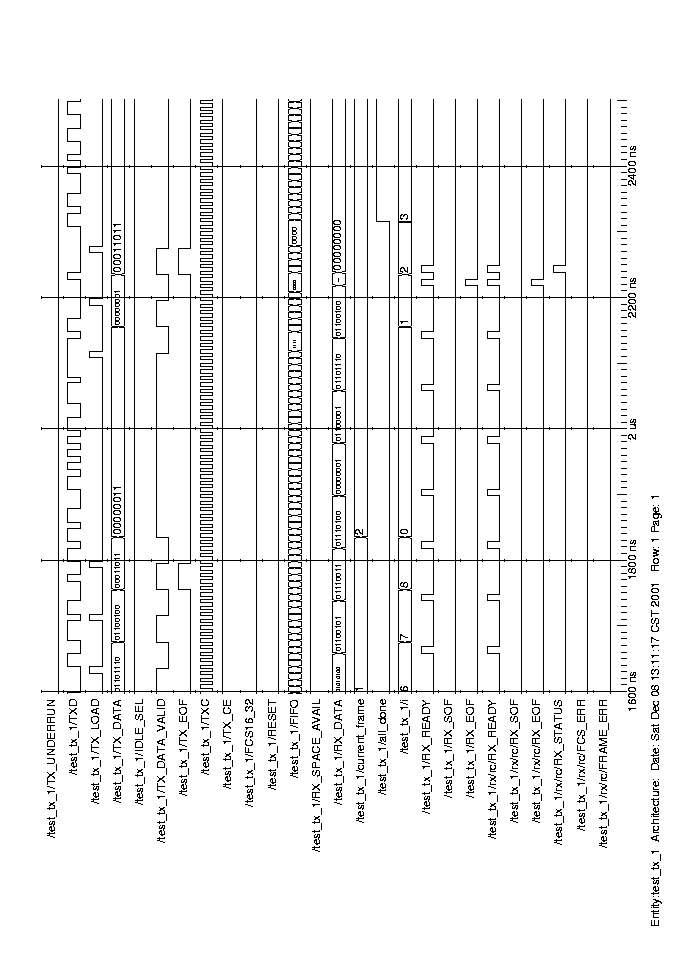 /test_tx_1/TX_UNDERRUN
/test_tx_1/TXD
/test_tx_1/TX_LOAD
/test_tx_1/TX_DATA 01101110 01100100 00011011 00000011 00000001 00011011
/test_tx_1/IDLE_SEL
/test_tx_1/TX_DATA_VALID
/test_tx_1/TX_EOF
/test_tx_1/TXC
/test_tx_1/TX_CE
/test_tx_1/FCS16_32
/test_tx_1/RESET
/test_tx_1/FIFO
/test_tx_1/RX_SPACE_AVAIL
/test_tx_1/RX_DATA 01100101 01110011 01110100 00000001 01100001 01101110 01100100 - 00000000
/test_tx_1/current_frame 1 2
/test_tx_1/all_done
/test_tx_1/i 6 7 8 0 1 2 3
/test_tx_1/RX_READY
/test_tx_1/RX_SOF
/test_tx_1/RX_EOF
/test_tx_1/rx/rc/RX_READY
/test_tx_1/rx/rc/RX_SOF
/test_tx_1/rx/rc/RX_EOF
/test_tx_1/rx/rc/RX_STATUS
/test_tx_1/rx/rc/FCS_ERR
/test_tx_1/rx/rc/FRAME_ERR
1600 ns 1800 ns 2 us 2200 ns 2400 ns
Entity:test_tx_1 Architecture: Date: Sat Dec 08 13:11:17 CST 2001 Row: 1 Page: 1